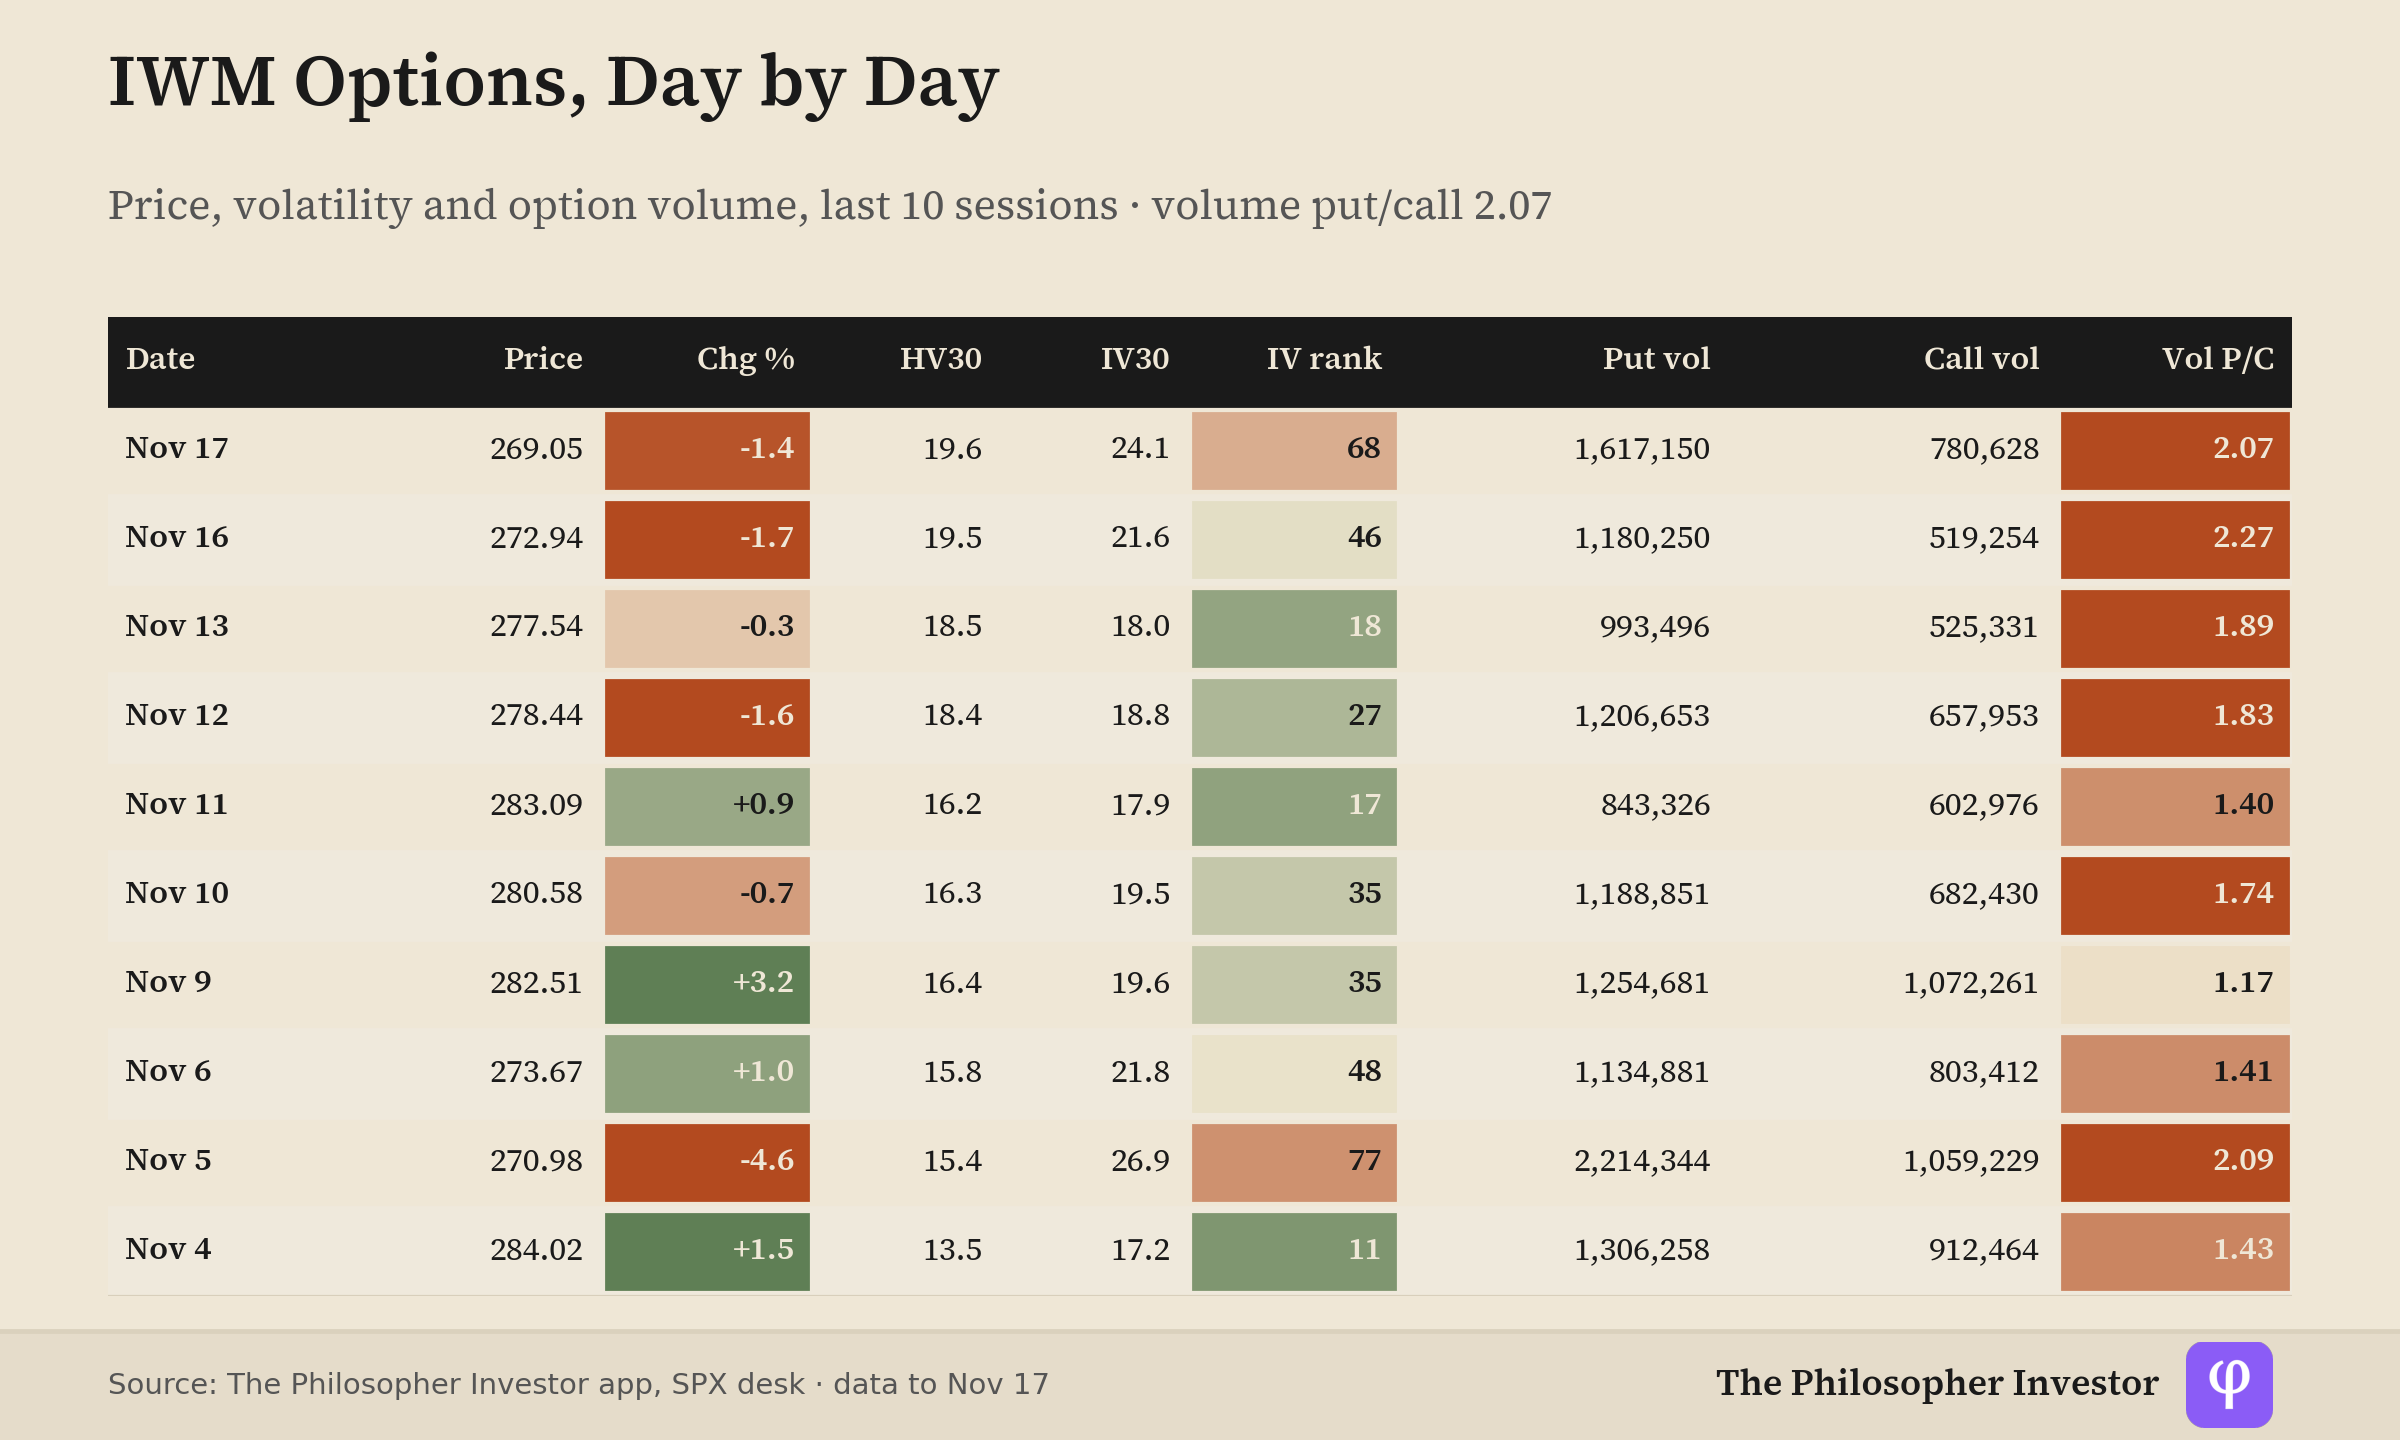 IWM Options, Day by Day
Price, volatility and option volume, last 10 sessions · volume put/call 2.07
Date Price Chg % HV30 IV30 IV rank Put vol Call vol Vol P/C
Nov 17 269.05 -1.4 19.6 24.1 68 1,617,150 780,628 2.07
Nov 16 272.94 -1.7 19.5 21.6 46 1,180,250 519,254 2.27
Nov 13 277.54 -0.3 18.5 18.0 18 993,496 525,331 1.89
Nov 12 278.44 -1.6 18.4 18.8 27 1,206,653 657,953 1.83
Nov 11 283.09 +0.9 16.2 17.9 17 843,326 602,976 1.40
Nov 10 280.58 -0.7 16.3 19.5 35 1,188,851 682,430 1.74
Nov 9 282.51 +3.2 16.4 19.6 35 1,254,681 1,072,261 1.17
Nov 6 273.67 +1.0 15.8 21.8 48 1,134,881 803,412 1.41
Nov 5 270.98 -4.6 15.4 26.9 77 2,214,344 1,059,229 2.09
Nov 4 284.02 +1.5 13.5 17.2 11 1,306,258 912,464 1.43
Source: The Philosopher Investor app, SPX desk · data to Nov 17
The Philosopher Investor φ